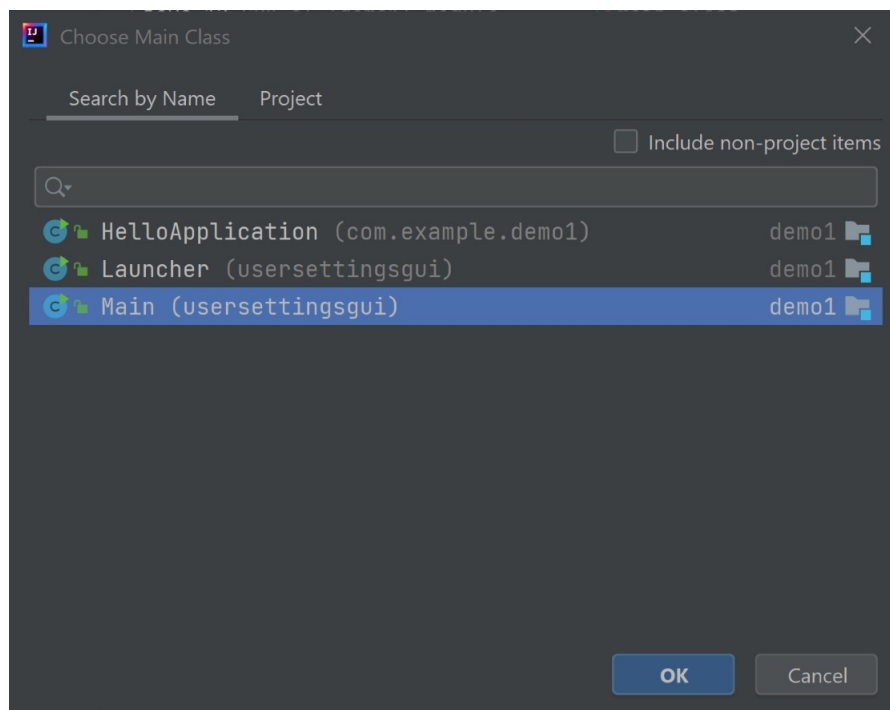 Choose Main Class
Search by Name Project
Include non-project items
HelloApplication (com.example.demo1) demo1
Launcher (usersettingsgui) demo1
Main (usersettingsgui) demo1
OK Cancel